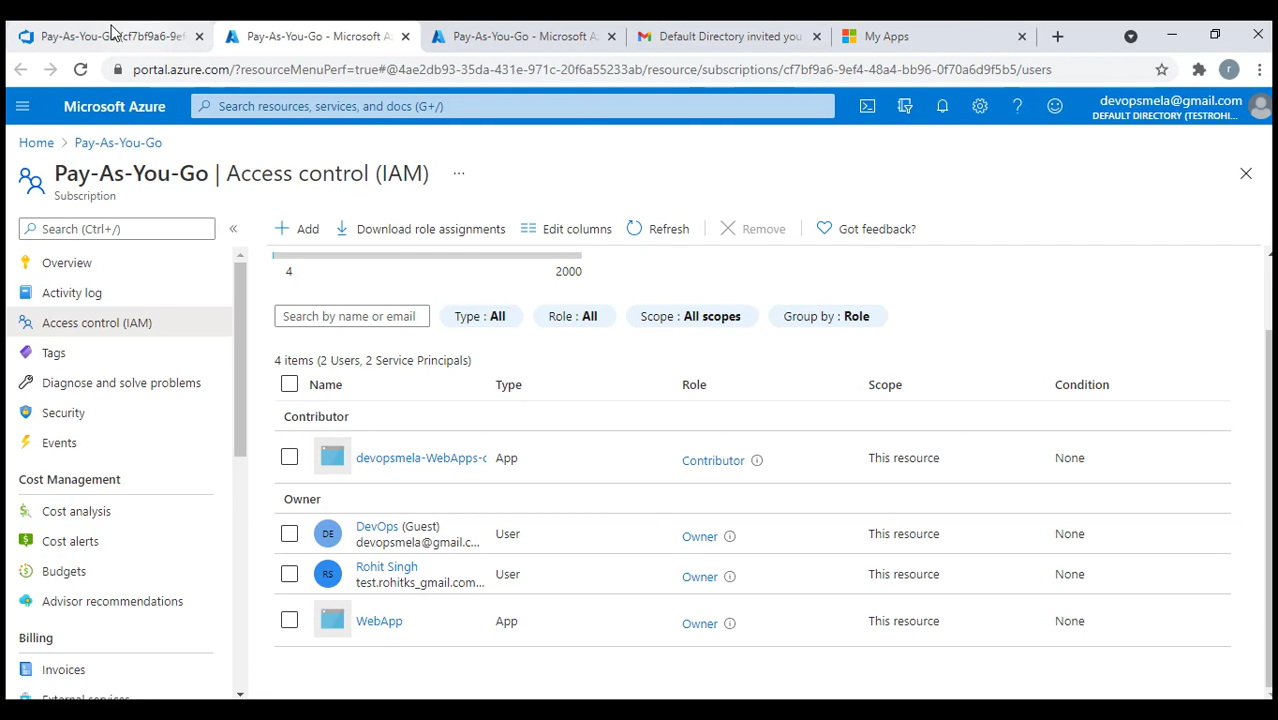 Pay-As-You-Go (cf7bf9a6-9ef
Pay-As-You-Go - Microsoft A
Pay-As-You-Go - Microsoft A
Default Directory invited you
My Apps
portal.azure.com/?resourceMenuPerf=true#@4ae2db93-35da-431e-971c-20f6a55233ab/resource/subscriptions/cf7bf9a6-9ef4-48a4-bb96-0f70a6d9f5b5/users
r
Microsoft Azure
Search resources, services, and docs (G+/)
devopsmela@gmail.com
DEFAULT DIRECTORY (TESTROHI...
Home > Pay-As-You-Go
Pay-As-You-Go | Access control (IAM) ...
Subscription
Search (Ctrl+/)
«
Add
Download role assignments
Edit columns
Refresh
Remove
Got feedback?
Overview
Activity log
Access control (IAM)
Tags
Diagnose and solve problems
Security
Events
Cost Management
Cost analysis
Cost alerts
Budgets
Advisor recommendations
Billing
Invoices
External services
4 2000
Search by name or email
Type : All
Role : All
Scope : All scopes
Group by : Role
4 items (2 Users, 2 Service Principals)
Name Type Role Scope Condition
Contributor
devopsmela-WebApps-c App Contributor This resource None
Owner
DE DevOps (Guest) User Owner This resource None
devopsmela@gmail.c...
RS Rohit Singh User Owner This resource None
test.rohitks_gmail.com...
WebApp App Owner This resource None